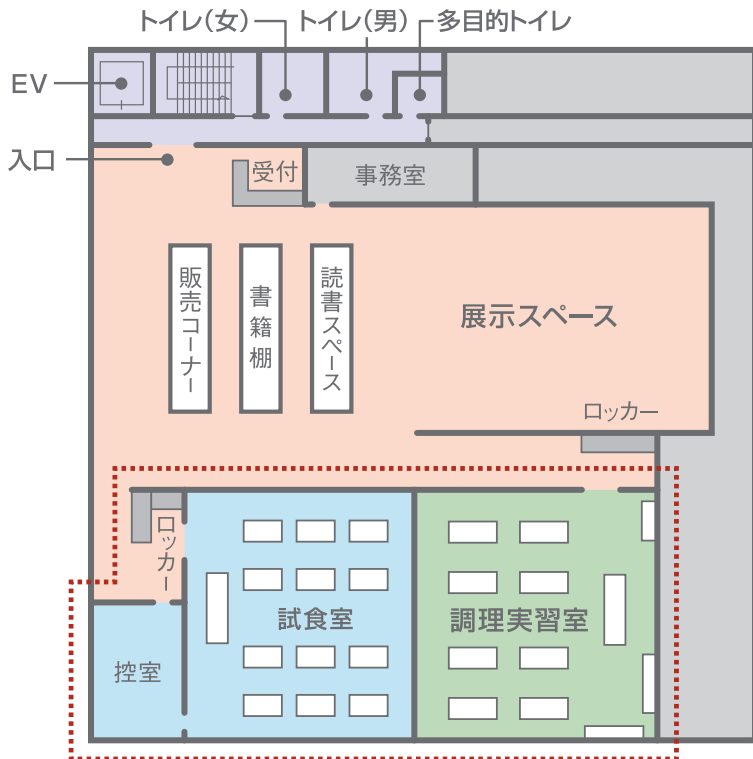 トイレ(女)
トイレ(男)
多目的トイレ
EV
入口
受付
事務室
販売コーナー
書籍棚
読書スペース
展示スペース
ロッカー
ロッカー
試食室
調理実習室
控室